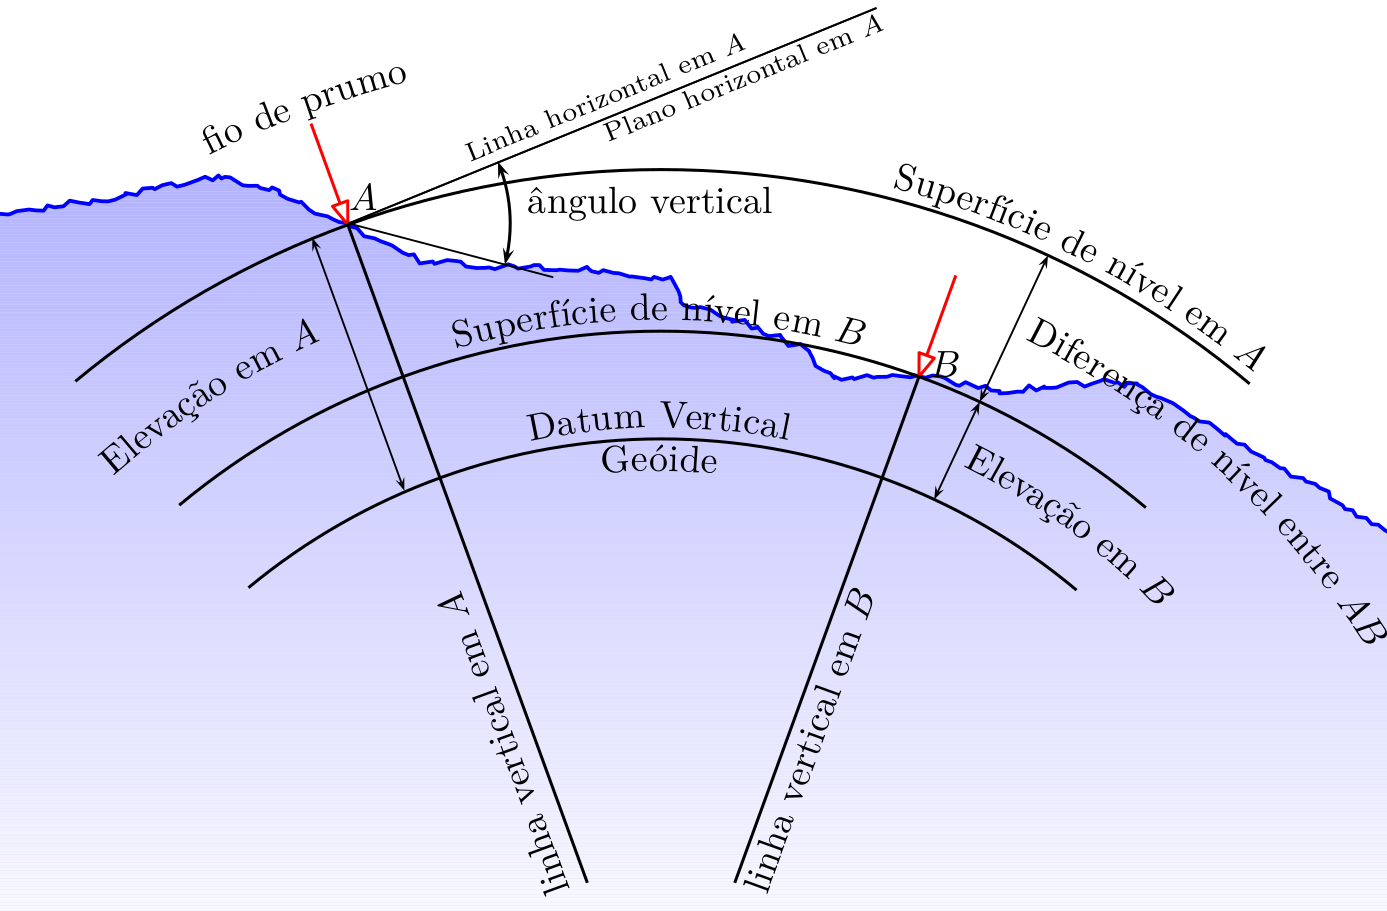 fio de prumo
Linha horizontal em A
Plano horizontal em A
A
ângulo vertical
Superfície de nível em A
Superfície de nível em B
B
Elevação em A
Diferença de nível entre AB
Datum Vertical
Geóide
Elevação em B
linha vertical em A
linha vertical em B